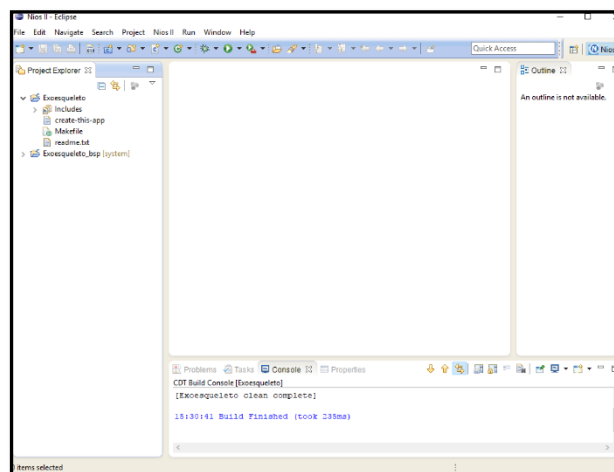 Nios II - Eclipse
File Edit Navigate Search Project Nios II Run Window Help
Quick Access
Nios
Project Explorer
Outline
An outline is not available.
Exoesqueleto
Includes
create-this-app
Makefile
readme.txt
Exoesqueleto_bsp [system]
Problems Tasks Console Properties
CDT Build Console [Exoesqueleto]
[Exoesqueleto clean complete]
15:30:41 Build Finished (took 235ms)
items selected